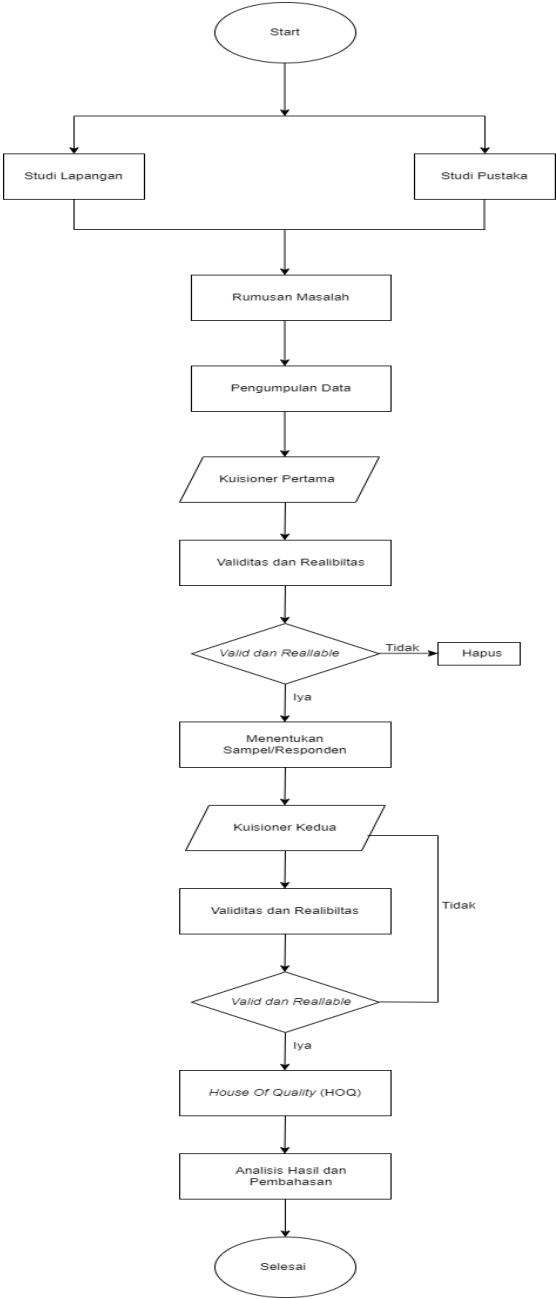 Start
Studi Lapangan
Studi Pustaka
Rumusan Masalah
Pengumpulan Data
Kuisioner Pertama
Validitas dan Realibiltas
Valid dan Reallable
Tidak
Hapus
Iya
Menentukan
Sampel/Responden
Kuisioner Kedua
Validitas dan Realibiltas
Tidak
Valid dan Reallable
Iya
House Of Quality (HOQ)
Analisis Hasil dan
Pembahasan
Selesai